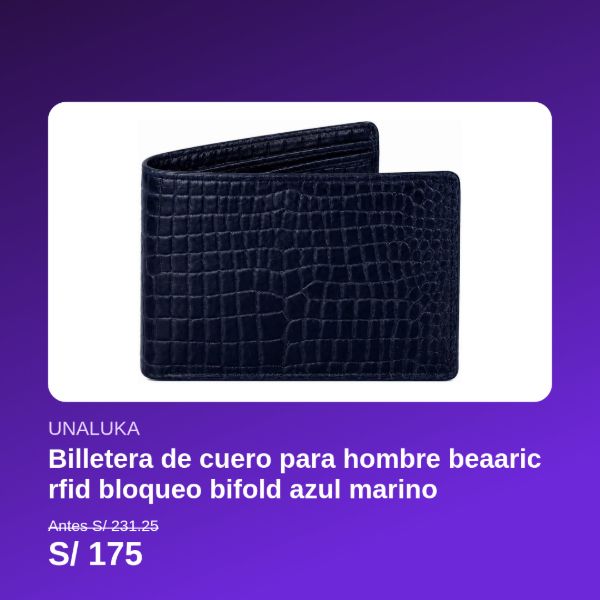 UNALUKA
Billetera de cuero para hombre beaaric
rfid bloqueo bifold azul marino
Antes S/ 231.25
S/ 175